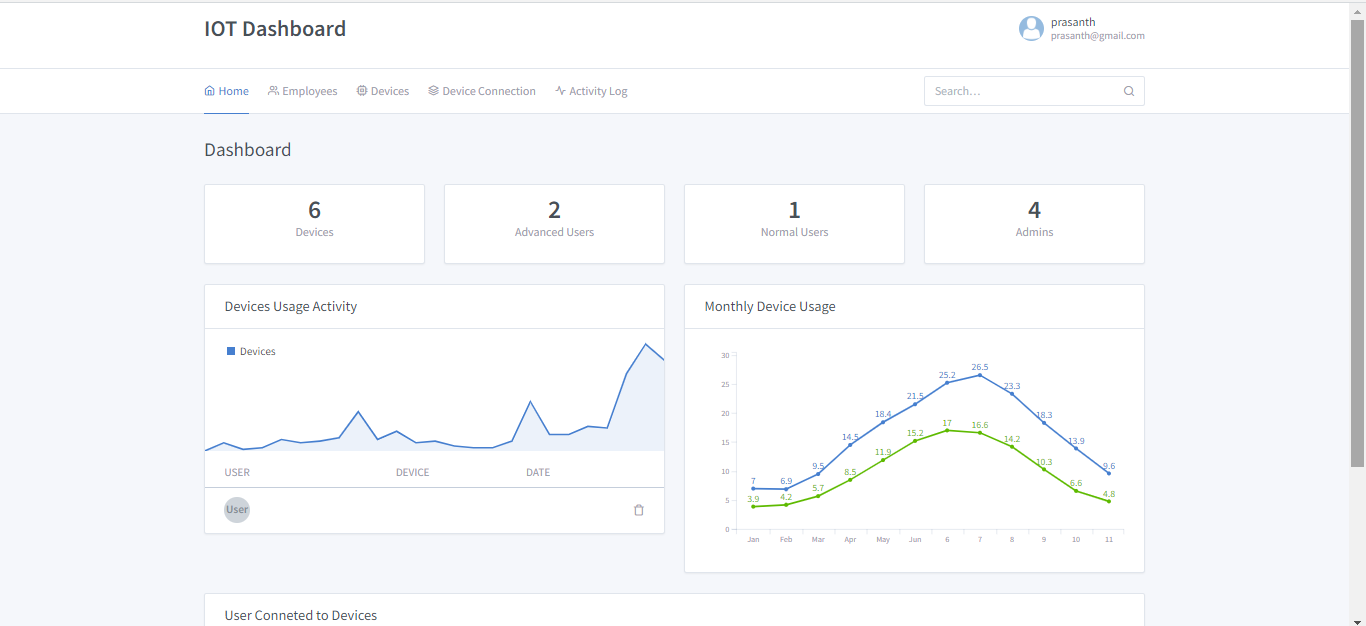 IOT Dashboard
prasanth
prasanth@gmail.com
Home Employees Devices Device Connection Activity Log
Search…
Dashboard
6
Devices
2
Advanced Users
1
Normal Users
4
Admins
Devices Usage Activity
Devices
USER DEVICE DATE
User
Monthly Device Usage
30
25
20
15
10
5
0
7 6.9 9.5 14.5 18.4 21.5 25.2 26.5 23.3 18.3 13.9 9.6
3.9 4.2 5.7 8.5 11.9 15.2 17 16.6 14.2 10.3 6.6 4.8
Jan Feb Mar Apr May Jun 6 7 8 9 10 11
User Conneted to Devices